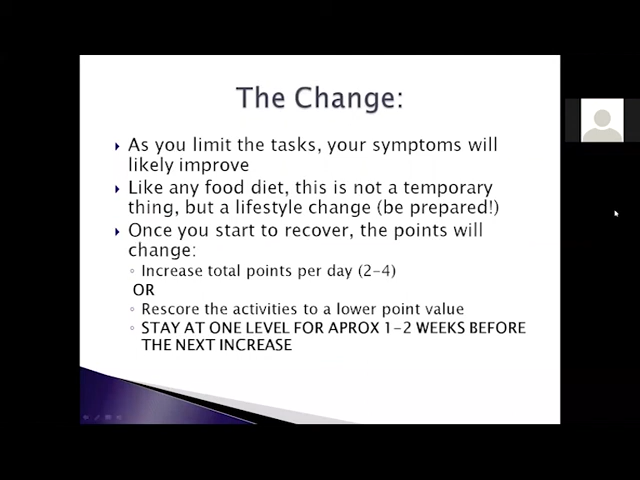 The Change:
As you limit the tasks, your symptoms will
likely improve
Like any food diet, this is not a temporary
thing, but a lifestyle change (be prepared!)
Once you start to recover, the points will
change:
Increase total points per day (2-4)
OR
Rescore the activities to a lower point value
STAY AT ONE LEVEL FOR APROX 1-2 WEEKS BEFORE
THE NEXT INCREASE